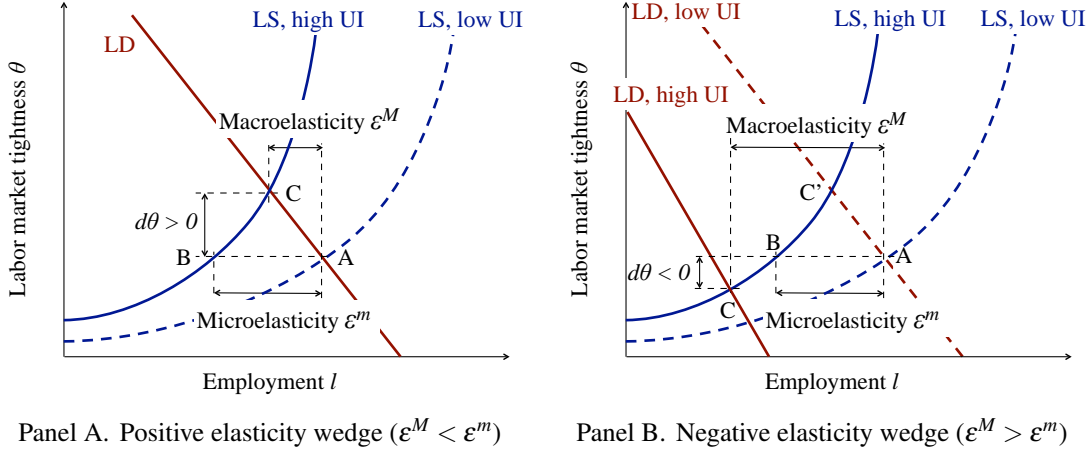 LS, high UI
LS, low UI
LD
Labor market tightness θ
Macroelasticity ε^M
C
dθ > 0
B
A
Microelasticity ε^m
Employment l
Panel A. Positive elasticity wedge (ε^M < ε^m)
LD, low UI
LS, high UI
LS, low UI
LD, high UI
Labor market tightness θ
Macroelasticity ε^M
C'
B
A
dθ < 0
C
Microelasticity ε^m
Employment l
Panel B. Negative elasticity wedge (ε^M > ε^m)